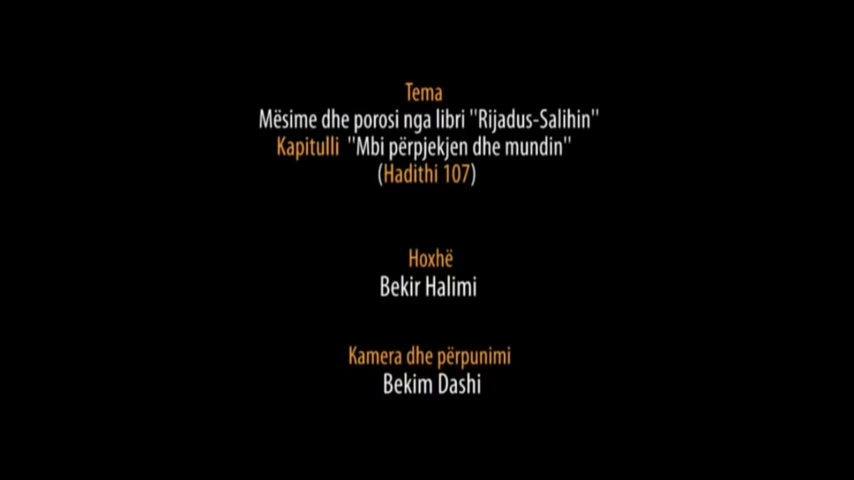 Tema
Mësime dhe porosi nga libri "Rijadus-Salihin"
Kapitulli "Mbi përpjekjen dhe mundin"
(Hadithi 107)
Hoxhë
Bekir Halimi
Kamera dhe përpunimi
Bekim Dashi